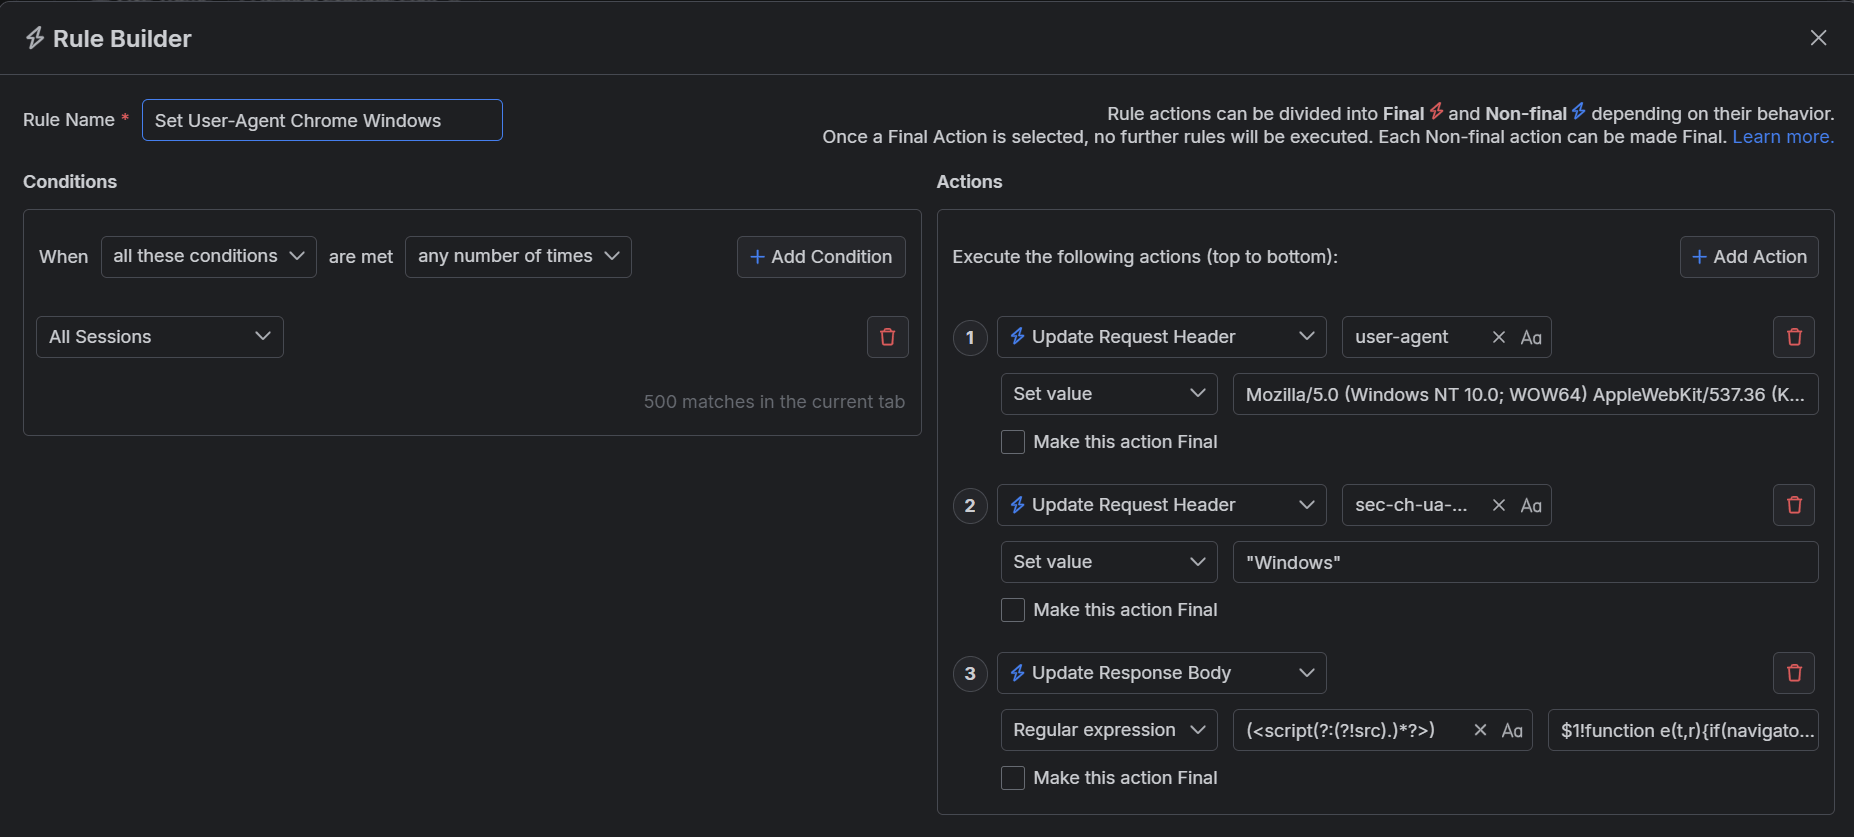 Rule Builder
Rule Name *
Set User-Agent Chrome Windows
Rule actions can be divided into Final and Non-final depending on their behavior.
Once a Final Action is selected, no further rules will be executed. Each Non-final action can be made Final. Learn more.
Conditions
When all these conditions are met any number of times + Add Condition
All Sessions
500 matches in the current tab
Actions
Execute the following actions (top to bottom): + Add Action
1 Update Request Header user-agent Aa
Set value Mozilla/5.0 (Windows NT 10.0; WOW64) AppleWebKit/537.36 (K...
Make this action Final
2 Update Request Header sec-ch-ua-... Aa
Set value "Windows"
Make this action Final
3 Update Response Body
Regular expression (<script(?:(?!src).)*?>) Aa $1!function e(t,r){if(navigato...
Make this action Final